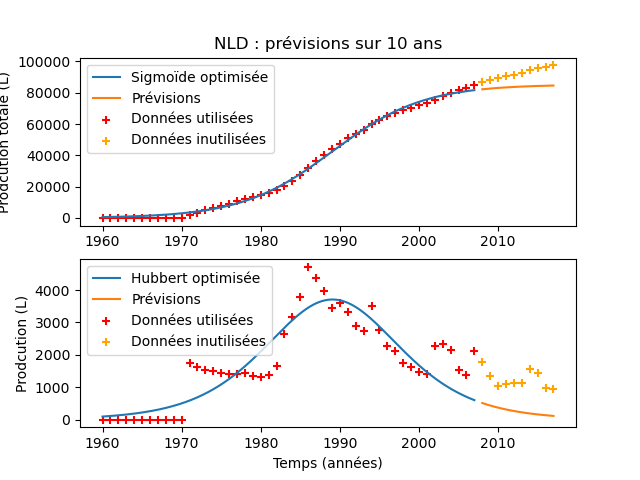 NLD : prévisions sur 10 ans
Prodcution totale (L)
100000
80000
60000
40000
20000
0
Sigmoïde optimisée
Prévisions
Données utilisées
Données inutilisées
1960 1970 1980 1990 2000 2010
Prodcution (L)
4000
3000
2000
1000
0
Hubbert optimisée
Prévisions
Données utilisées
Données inutilisées
1960 1970 1980 1990 2000 2010
Temps (années)